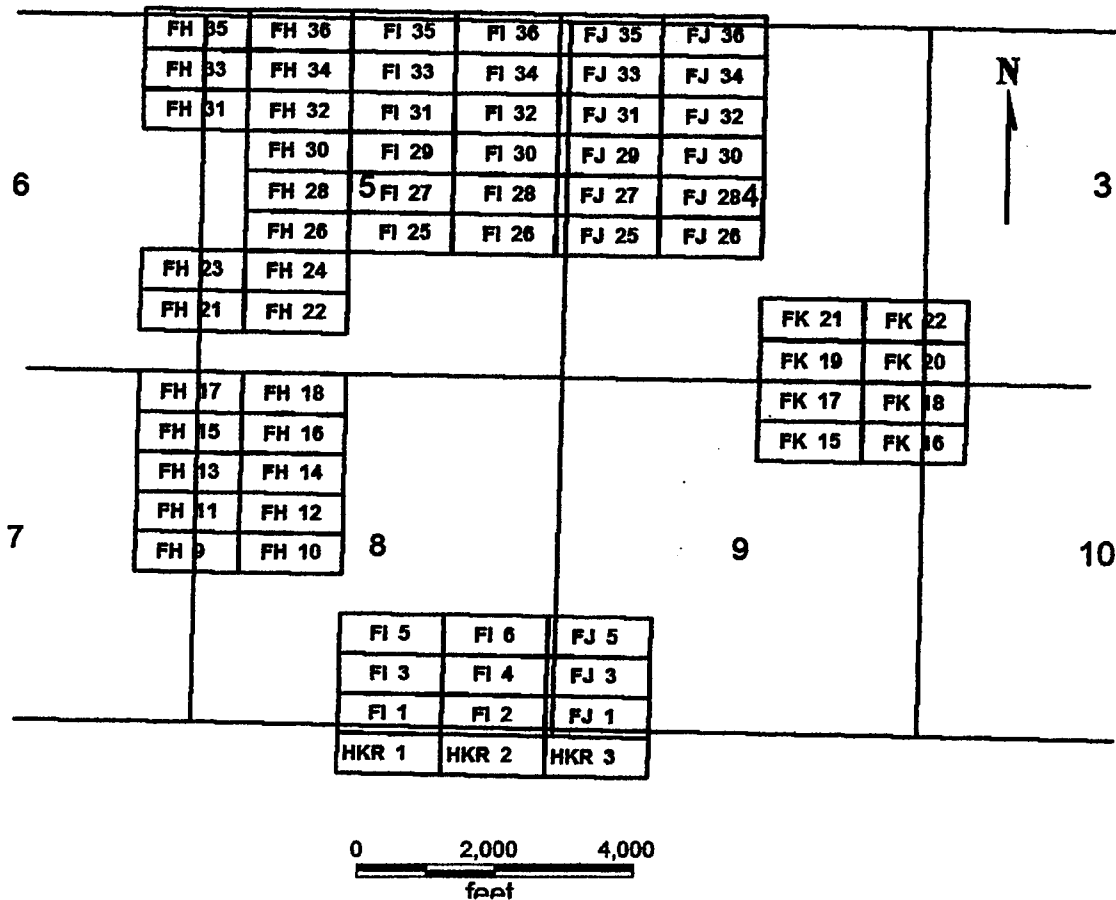 FH 35 FH 36 FI 35 FI 36 FJ 35 FJ 36
FH 33 FH 34 FI 33 FI 34 FJ 33 FJ 34
N
FH 31 FH 32 FI 31 FI 32 FJ 31 FJ 32
FH 30 FI 29 FI 30 FJ 29 FJ 30
6 FH 28 5 FI 27 FI 28 FJ 27 FJ 28 4 3
FH 26 FI 25 FI 26 FJ 25 FJ 26
FH 23 FH 24
FH 21 FH 22 FK 21 FK 22
FK 19 FK 20
FH 17 FH 18 FK 17 FK 18
FH 15 FH 16 FK 15 FK 16
FH 13 FH 14
FH 11 FH 12
7 FH 9 FH 10 8 9 10
FI 5 FI 6 FJ 5
FI 3 FI 4 FJ 3
FI 1 FI 2 FJ 1
HKR 1 HKR 2 HKR 3
0 2,000 4,000
feet